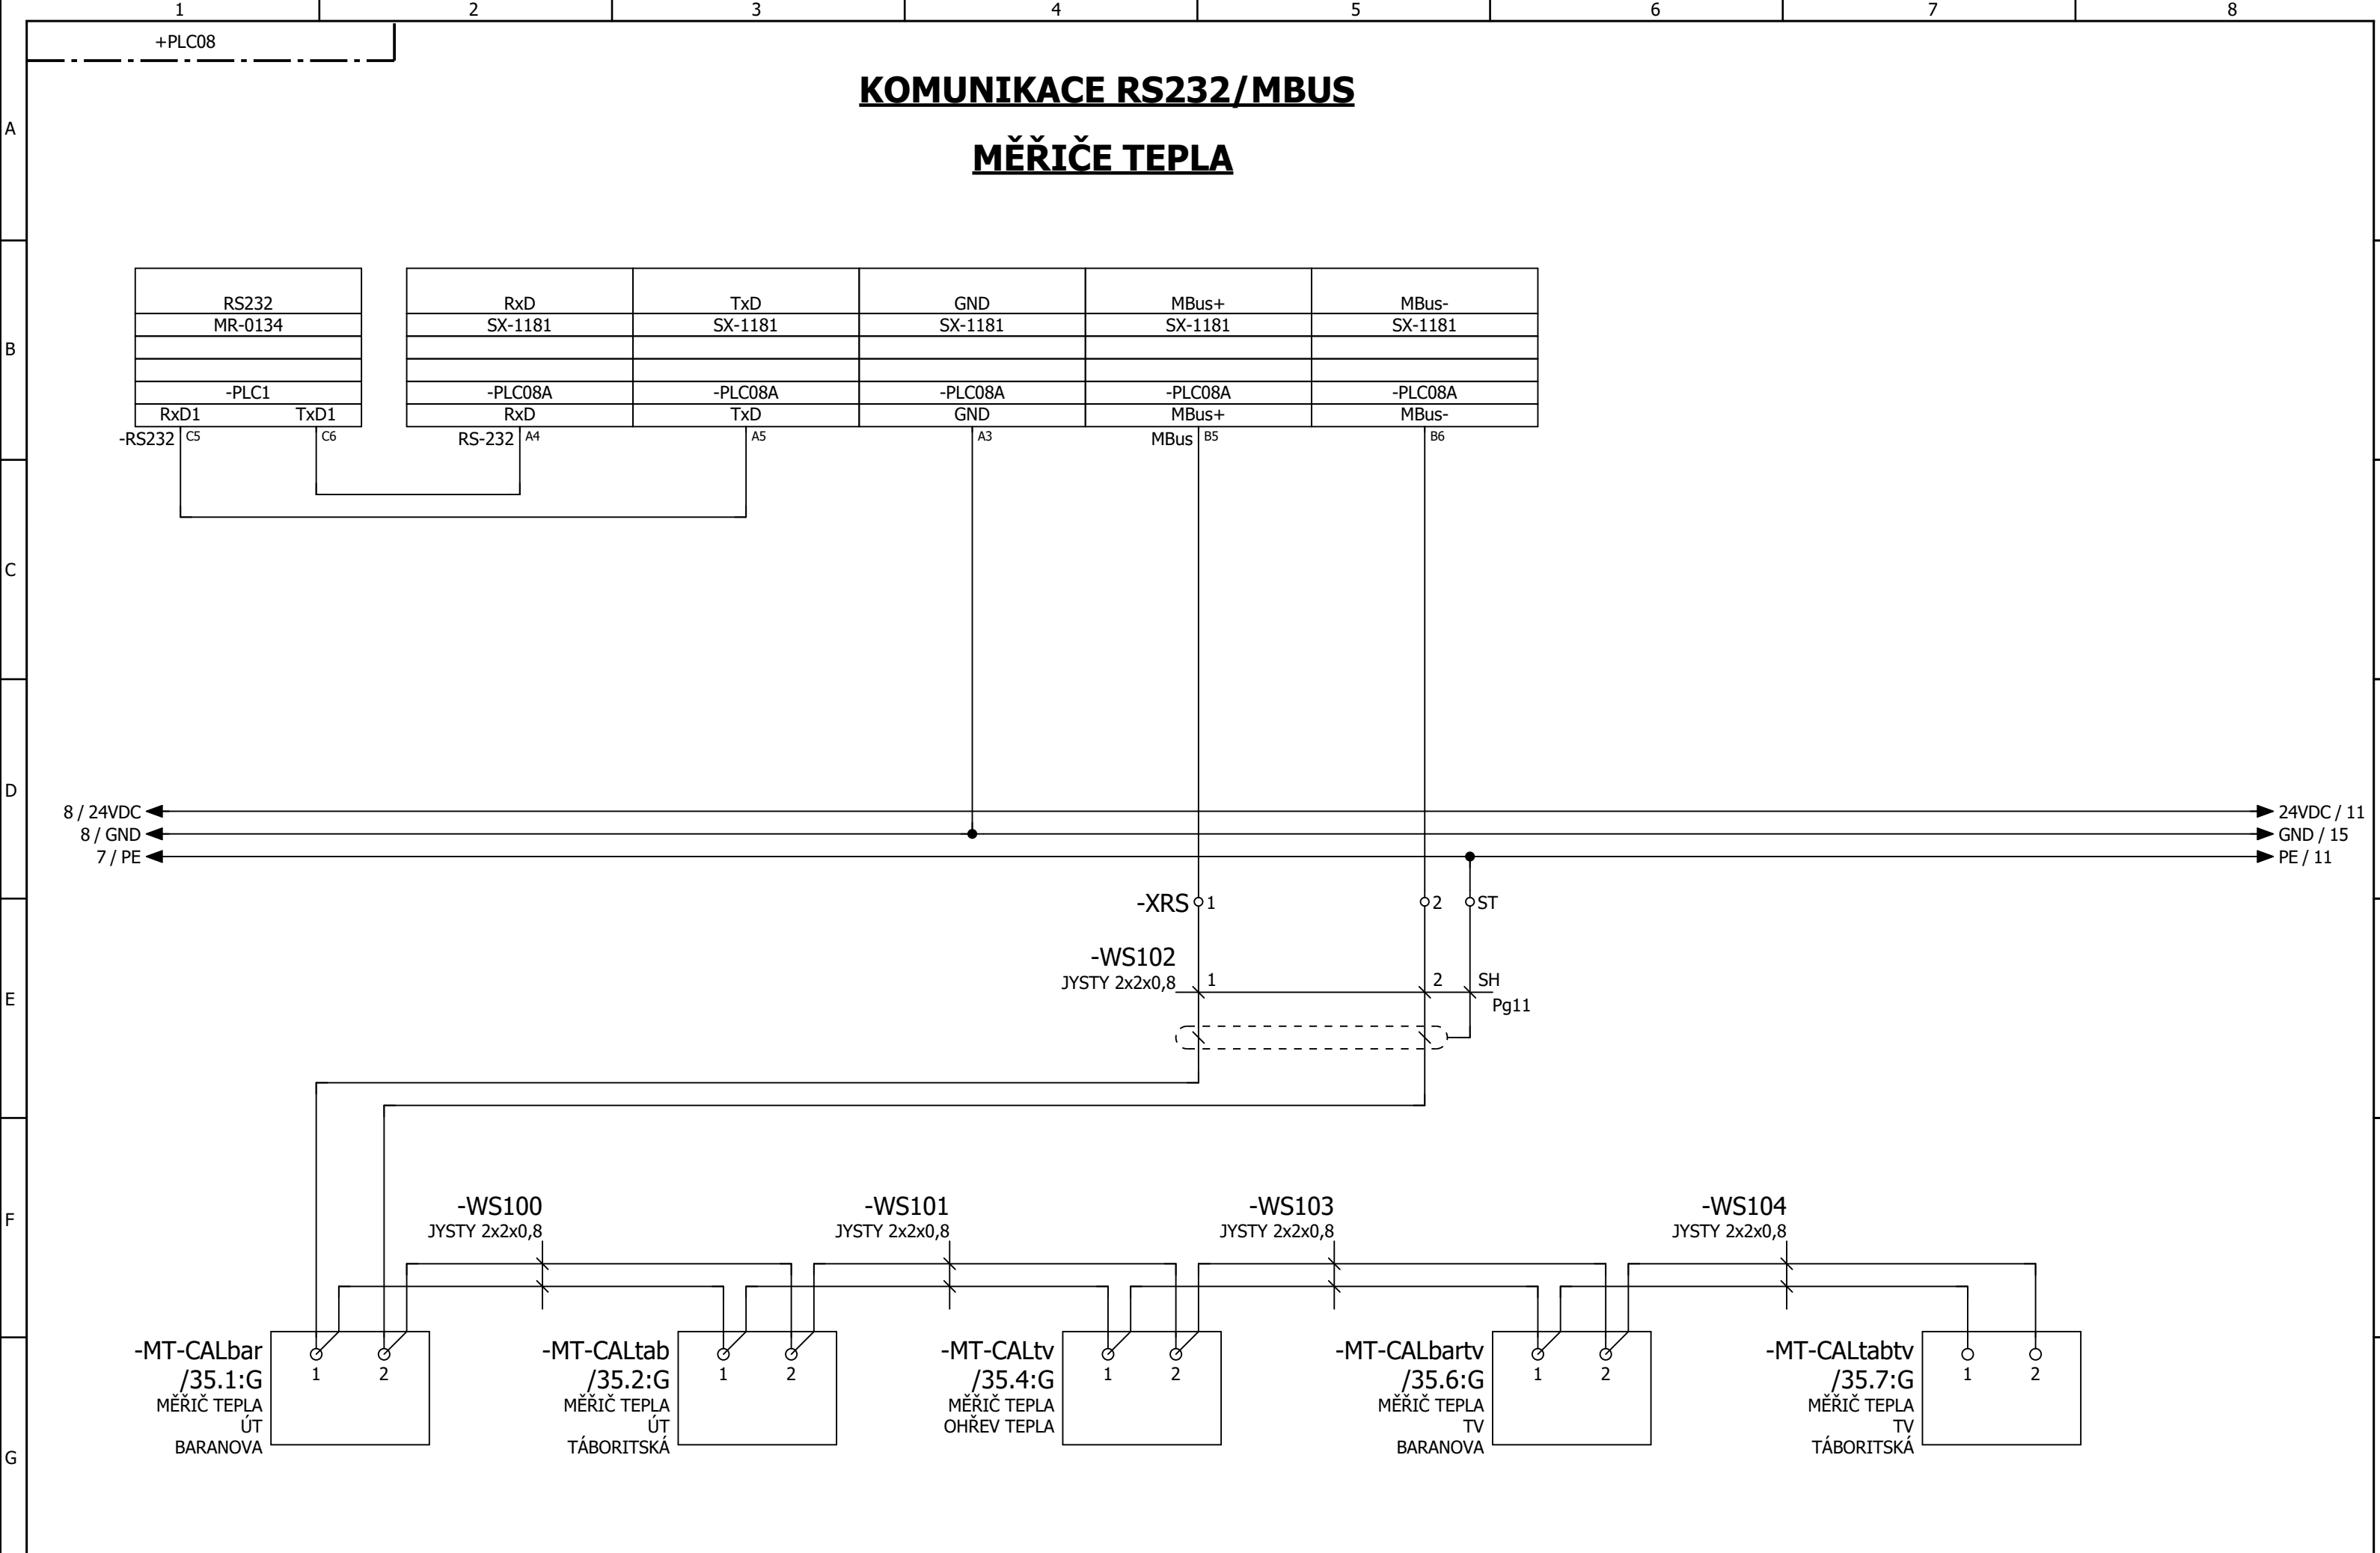 1 2 3 4 5 6 7 8
+PLC08
KOMUNIKACE RS232/MBUS
A
MĚŘIČE TEPLA
RS232 RxD TxD GND MBus+ MBus-
MR-0134 SX-1181 SX-1181 SX-1181 SX-1181 SX-1181
B
-PLC1 -PLC08A -PLC08A -PLC08A -PLC08A -PLC08A
RxD1 TxD1 RxD TxD GND MBus+ MBus-
-RS232 C5 C6 RS-232 A4 A5 A3 MBus B5 B6
C
D
8 / 24VDC 24VDC / 11
8 / GND GND / 15
7 / PE PE / 11
-XRS 1 2 ST
-WS102
JYSTY 2x2x0,8 1 2 SH
E
Pg11
-WS100 -WS101 -WS103 -WS104
F
JYSTY 2x2x0,8 JYSTY 2x2x0,8 JYSTY 2x2x0,8 JYSTY 2x2x0,8
-MT-CALbar -MT-CALtab -MT-CALtv -MT-CALbartv -MT-CALtabtv
/35.1:G 1 2 /35.2:G 1 2 /35.4:G 1 2 /35.6:G 1 2 /35.7:G 1 2
MĚŘIČ TEPLA MĚŘIČ TEPLA MĚŘIČ TEPLA MĚŘIČ TEPLA MĚŘIČ TEPLA
ÚT ÚT OHŘEV TEPLA TV TV
BARANOVA TÁBORITSKÁ BARANOVA TÁBORITSKÁ
G